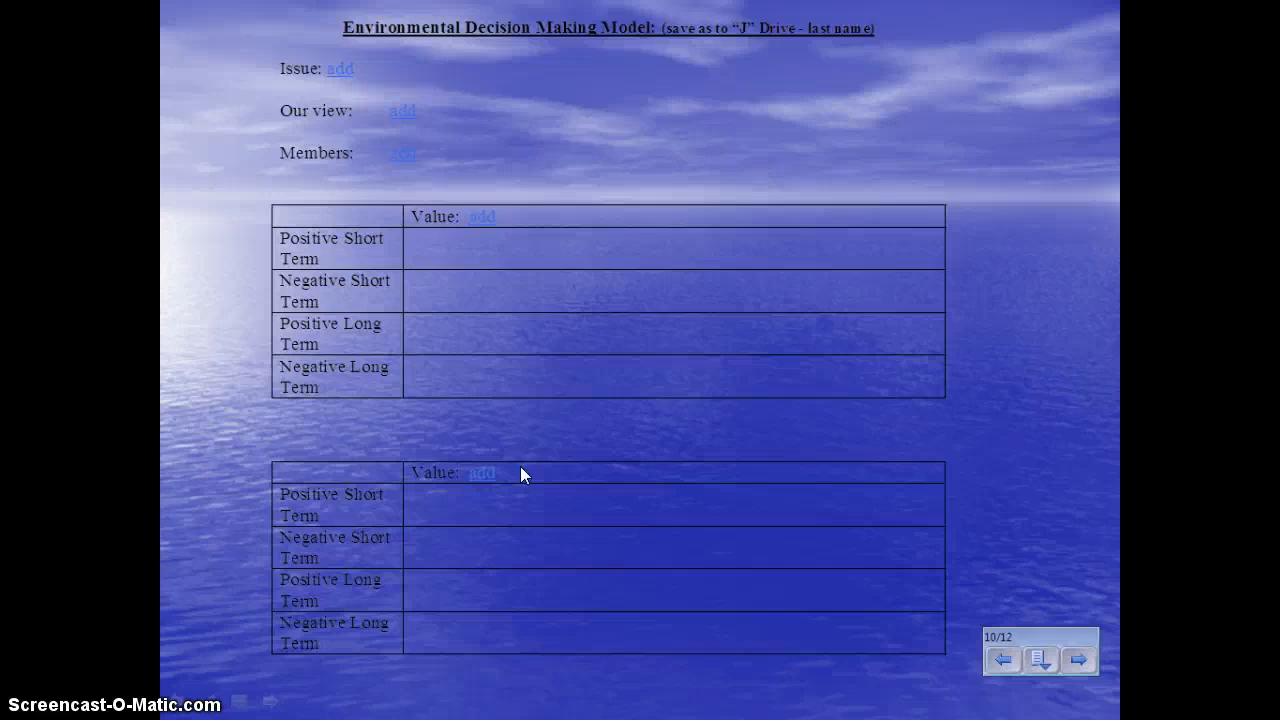 Environmental Decision Making Model: (save as to “J” Drive - last name)
Issue: add
Our view: add
Members: add
Value: add
Positive Short
Term
Negative Short
Term
Positive Long
Term
Negative Long
Term
Value: add
Positive Short
Term
Negative Short
Term
Positive Long
Term
Negative Long
Term
10/12
Screencast-O-Matic.com